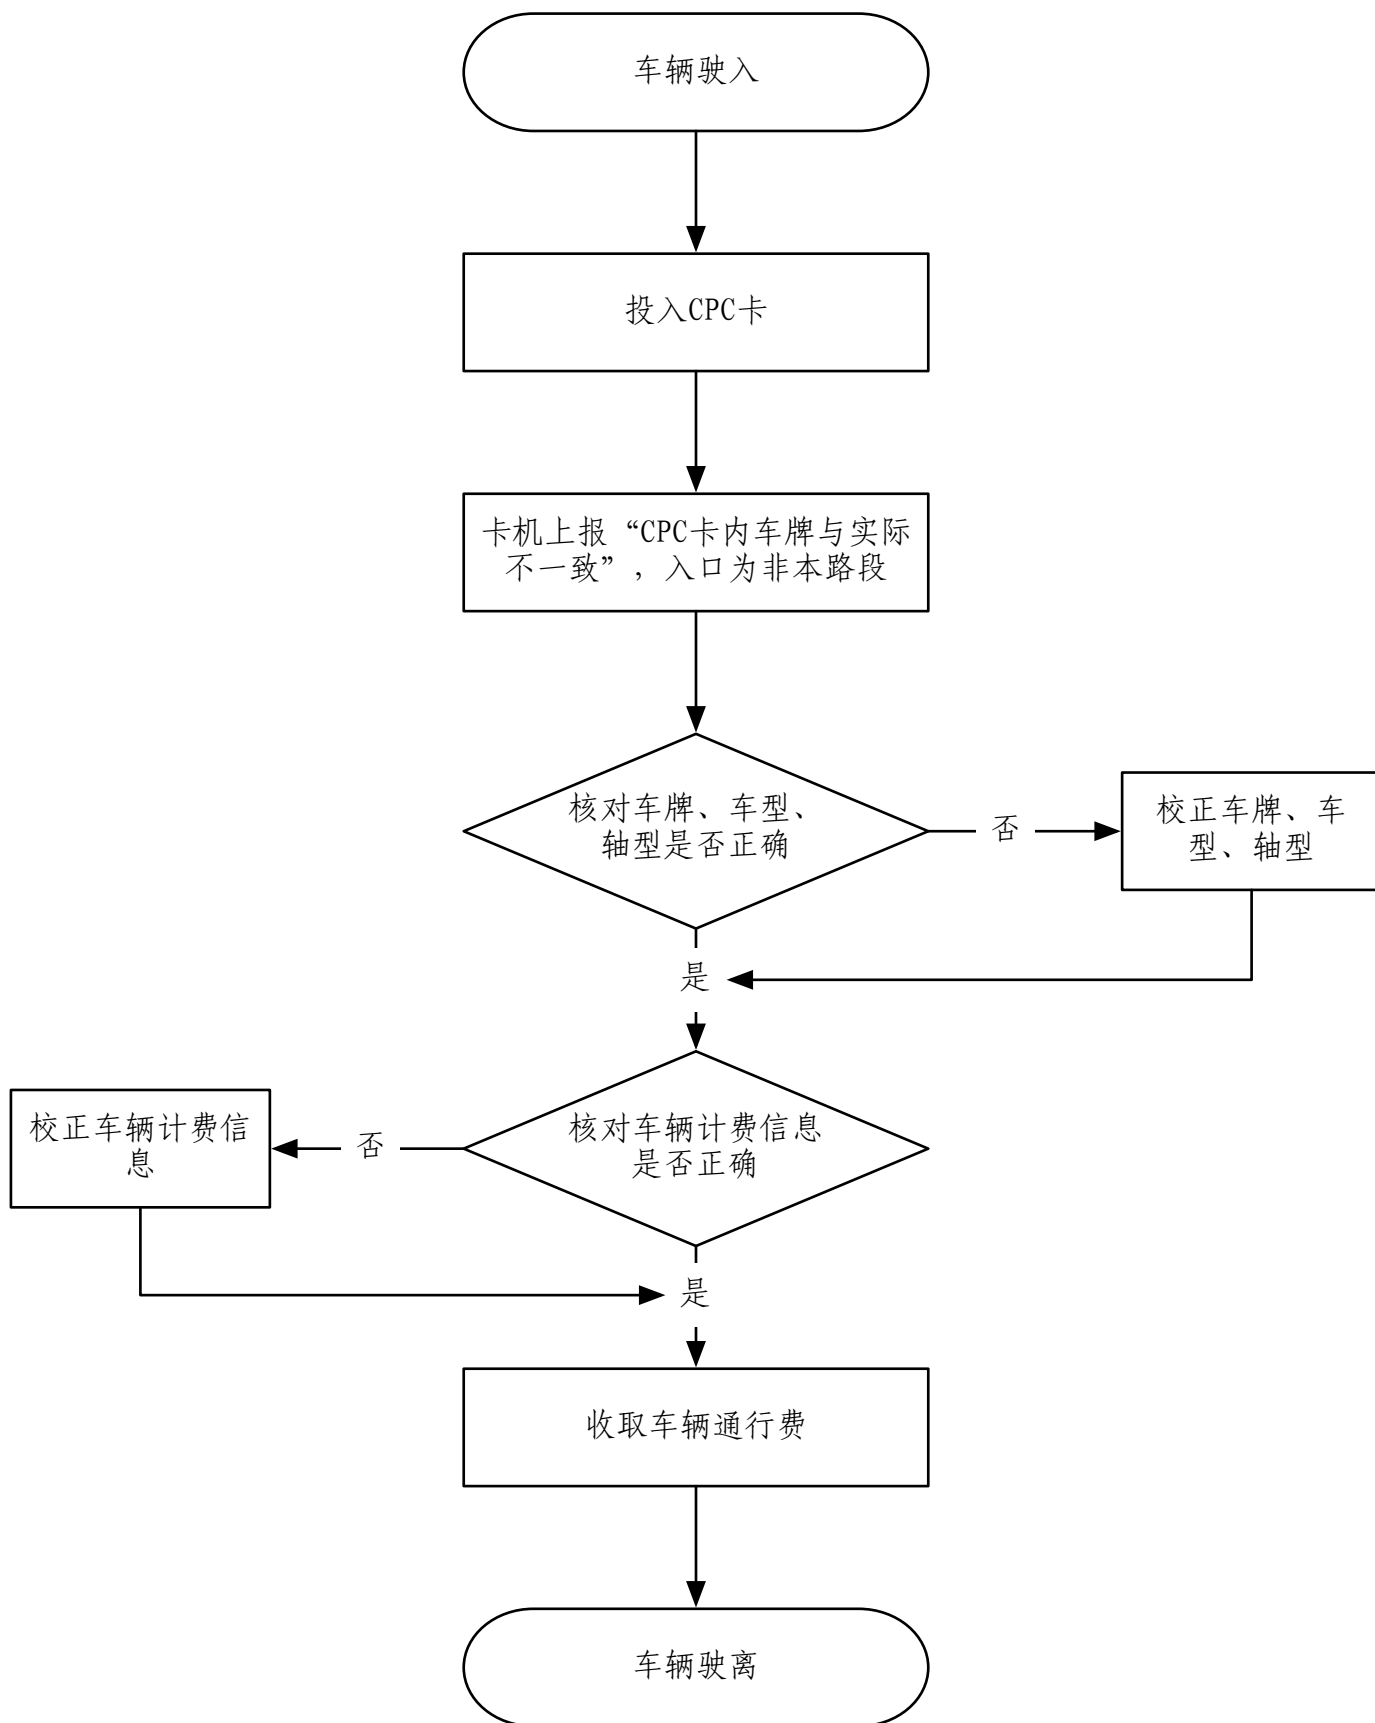 车辆驶入
投入CPC卡
卡机上报“CPC卡内车牌与实际
不一致”，入口为非本路段
核对车牌、车型、
轴型是否正确
否
校正车牌、车
型、轴型
是
核对车辆计费信息
是否正确
否
校正车辆计费信
息
是
收取车辆通行费
车辆驶离